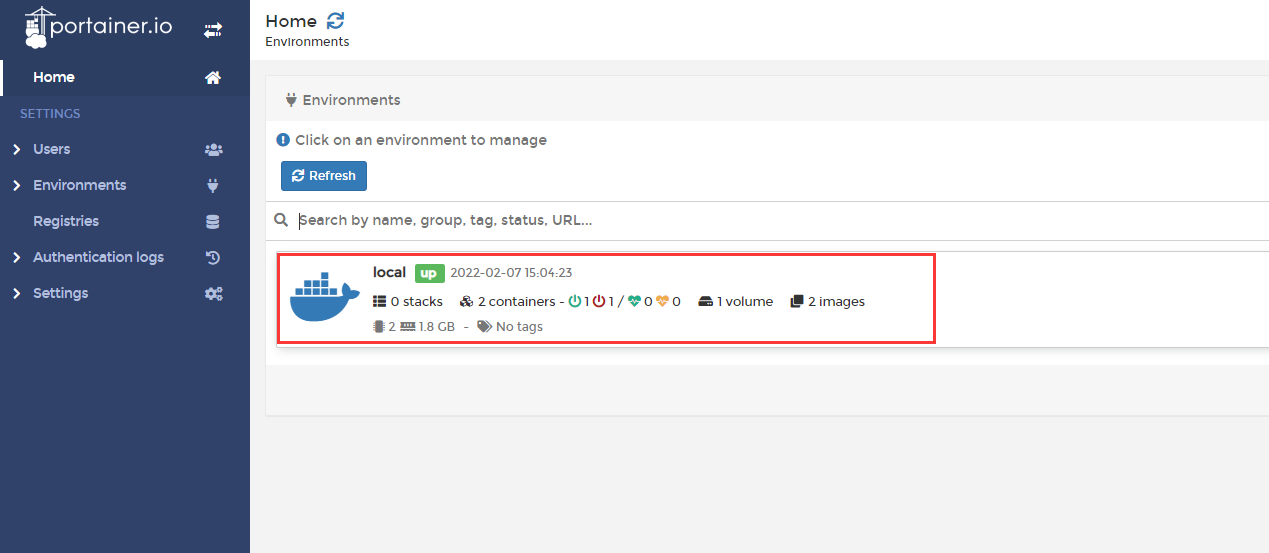 portainer.io
Home
SETTINGS
Users
Environments
Registries
Authentication logs
Settings
Home
Environments
Environments
Click on an environment to manage
Refresh
Search by name, group, tag, status, URL...
local up 2022-02-07 15:04:23
0 stacks 2 containers - 1 1 / 0 0 1 volume 2 images
2 1.8 GB - No tags